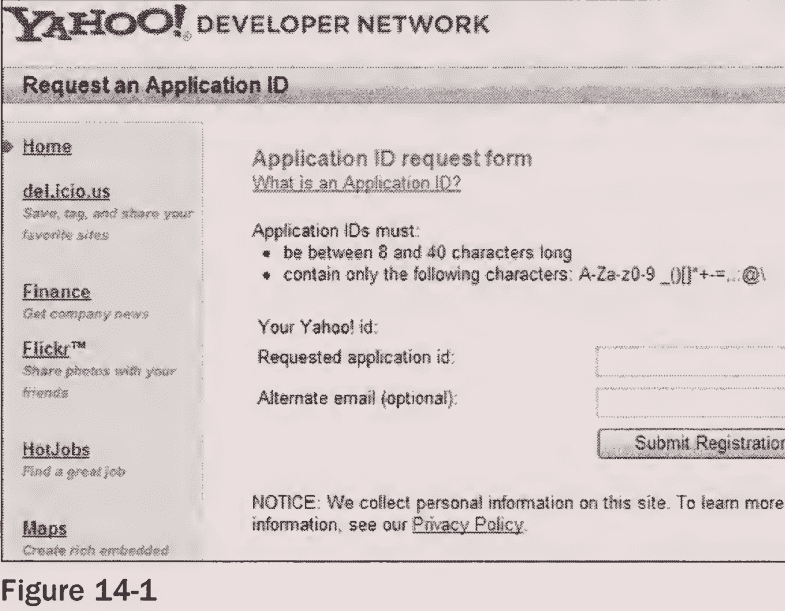 YAHOO! DEVELOPER NETWORK
Request an Application ID
Home
del.icio.us
Save, tag, and share your
favorite sites
Finance
Get company news
Flickr™
Share photos with your
friends
HotJobs
Find a great job
Maps
Create rich embedded
Application ID request form
What is an Application ID?
Application IDs must:
• be between 8 and 40 characters long
• contain only the following characters: A-Za-z0-9 _()[]*+-=,.:@\
Your Yahoo! id:
Requested application id:
Alternate email (optional):
Submit Registration
NOTICE: We collect personal information on this site. To learn more
information, see our Privacy Policy.
Figure 14-1